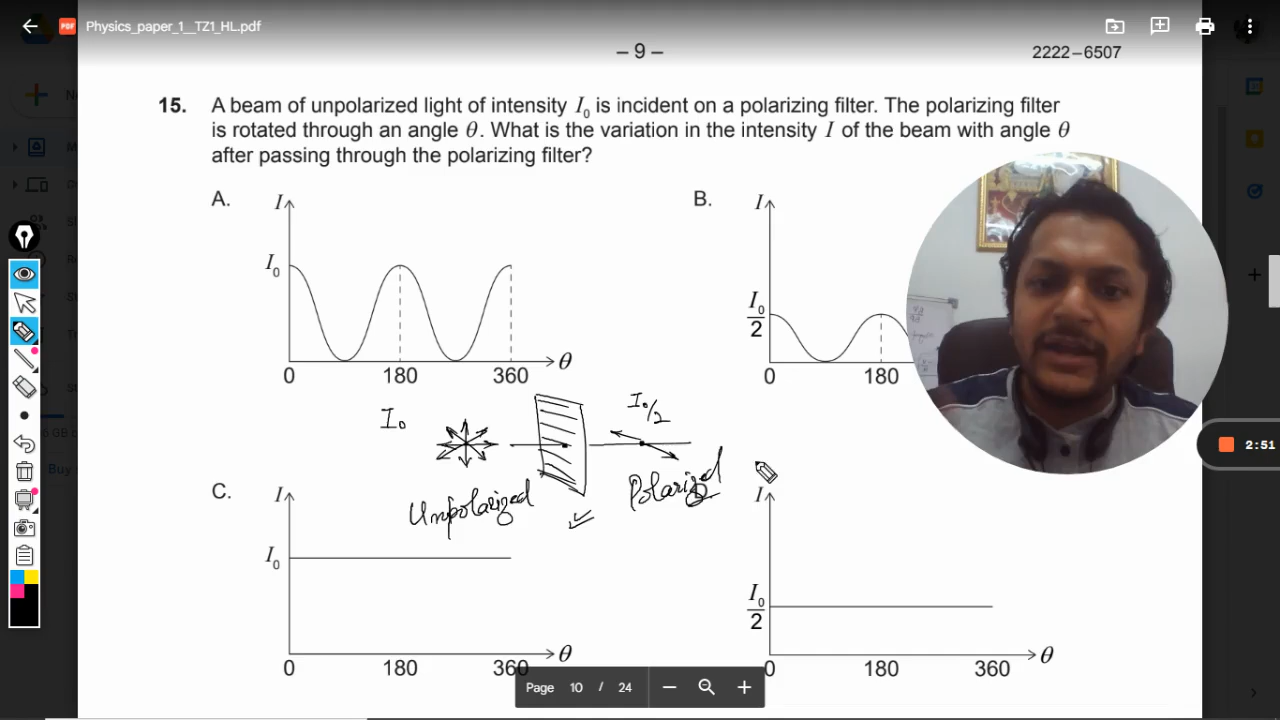 Physics_paper_1__TZ1_HL.pdf
– 9 –
2222–6507
15. A beam of unpolarized light of intensity I₀ is incident on a polarizing filter. The polarizing filter
is rotated through an angle θ. What is the variation in the intensity I of the beam with angle θ
after passing through the polarizing filter?
A.
I
I₀
0 180 360 θ
B.
I
I₀/2
0 180
I₀
I₀/2
Unpolarized
Polarized
C.
I
I₀
0 180 360 θ
I
I₀/2
0 180 360 θ
Page 10 / 24
2:51